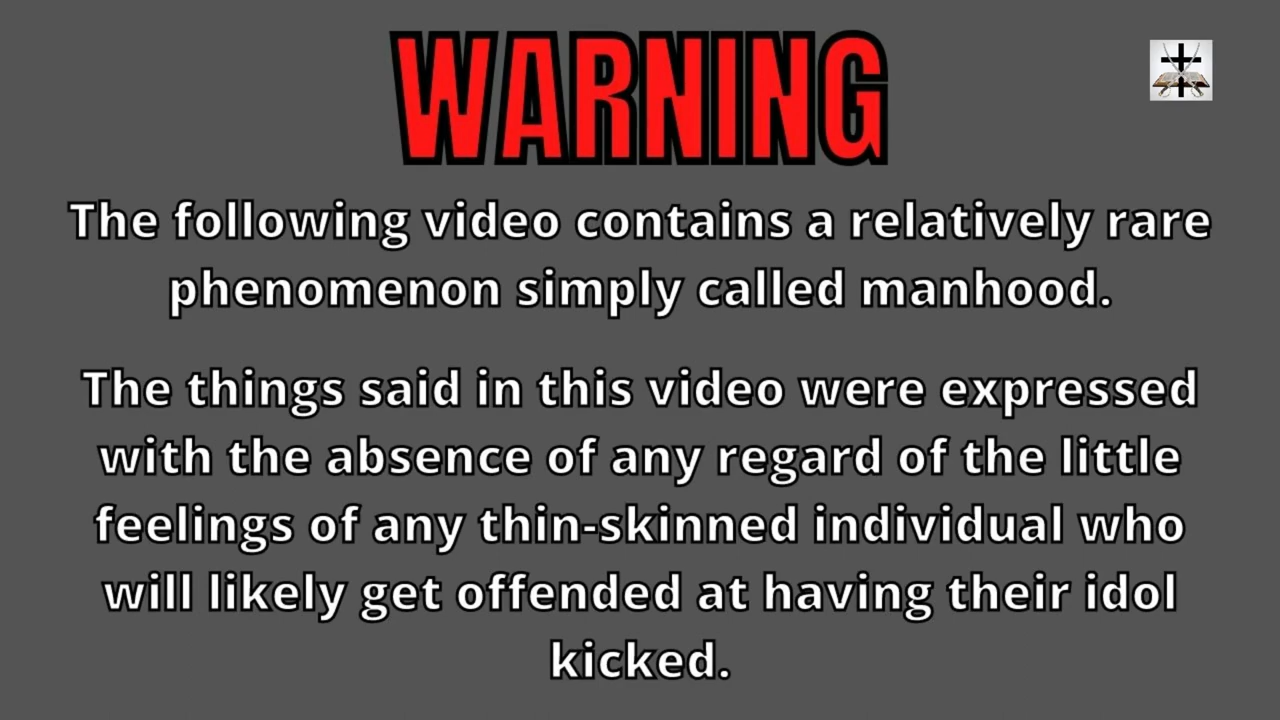 WARNING
The following video contains a relatively rare
phenomenon simply called manhood.
The things said in this video were expressed
with the absence of any regard of the little
feelings of any thin-skinned individual who
will likely get offended at having their idol
kicked.